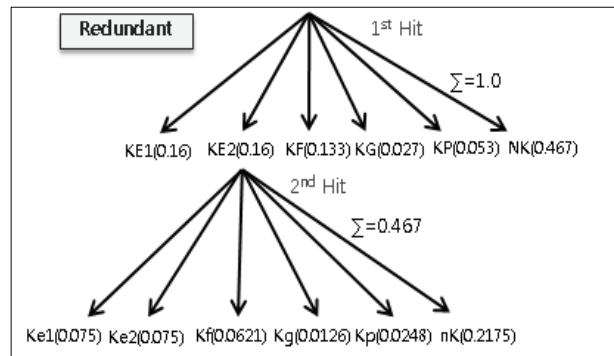 Redundant
1st Hit
∑=1.0
KE1(0.16) KE2(0.16) KF(0.133) KG(0.027) KP(0.053) NK(0.467)
2nd Hit
∑=0.467
Ke1(0.075) Ke2(0.075) Kf(0.0621) Kg(0.0126) Kp(0.0248) nK(0.2175)